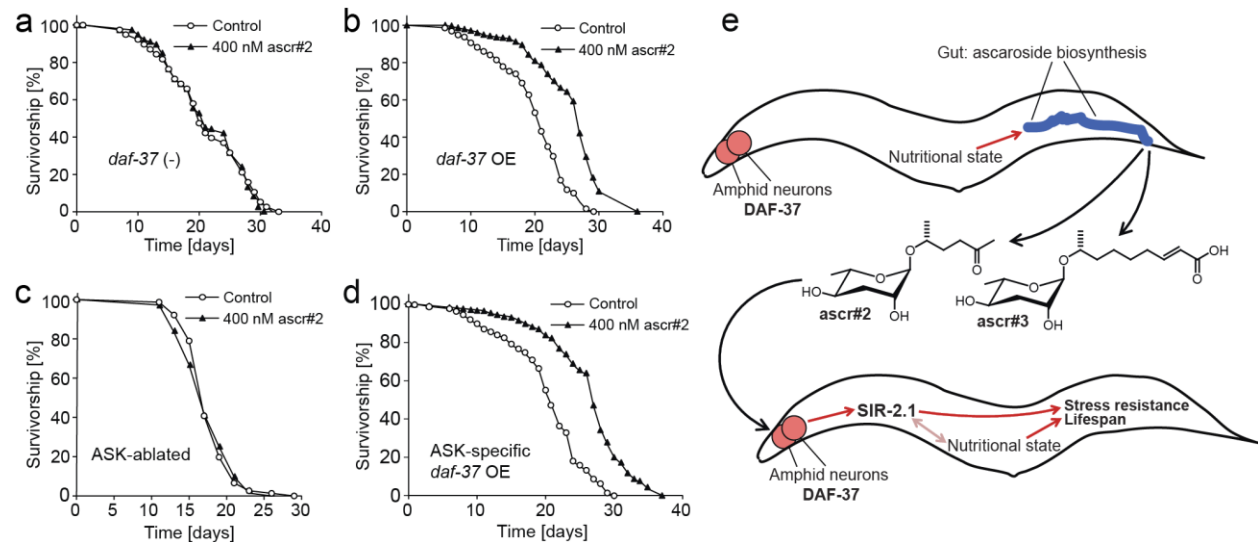 a
Survivorship [%]
100
80
60
40
20
0
0
10
20
30
40
Time [days]
Control
400 nM ascr#2
daf-37 (-)
b
Survivorship [%]
100
80
60
40
20
0
0
10
20
30
40
Time [days]
Control
400 nM ascr#2
daf-37 OE
c
Survivorship [%]
100
80
60
40
20
0
0
5
10
15
20
25
30
Time [days]
Control
400 nM ascr#2
ASK-ablated
d
Survivorship [%]
100
80
60
40
20
0
0
10
20
30
40
Time [days]
Control
400 nM ascr#2
ASK-specific
daf-37 OE
e
Gut: ascaroside biosynthesis
Nutritional state
Amphid neurons
DAF-37
O
O
O
HO
OH
ascr#2
O
O
OH
O
HO
OH
ascr#3
SIR-2.1
Stress resistance
Lifespan
Nutritional state
Amphid neurons
DAF-37